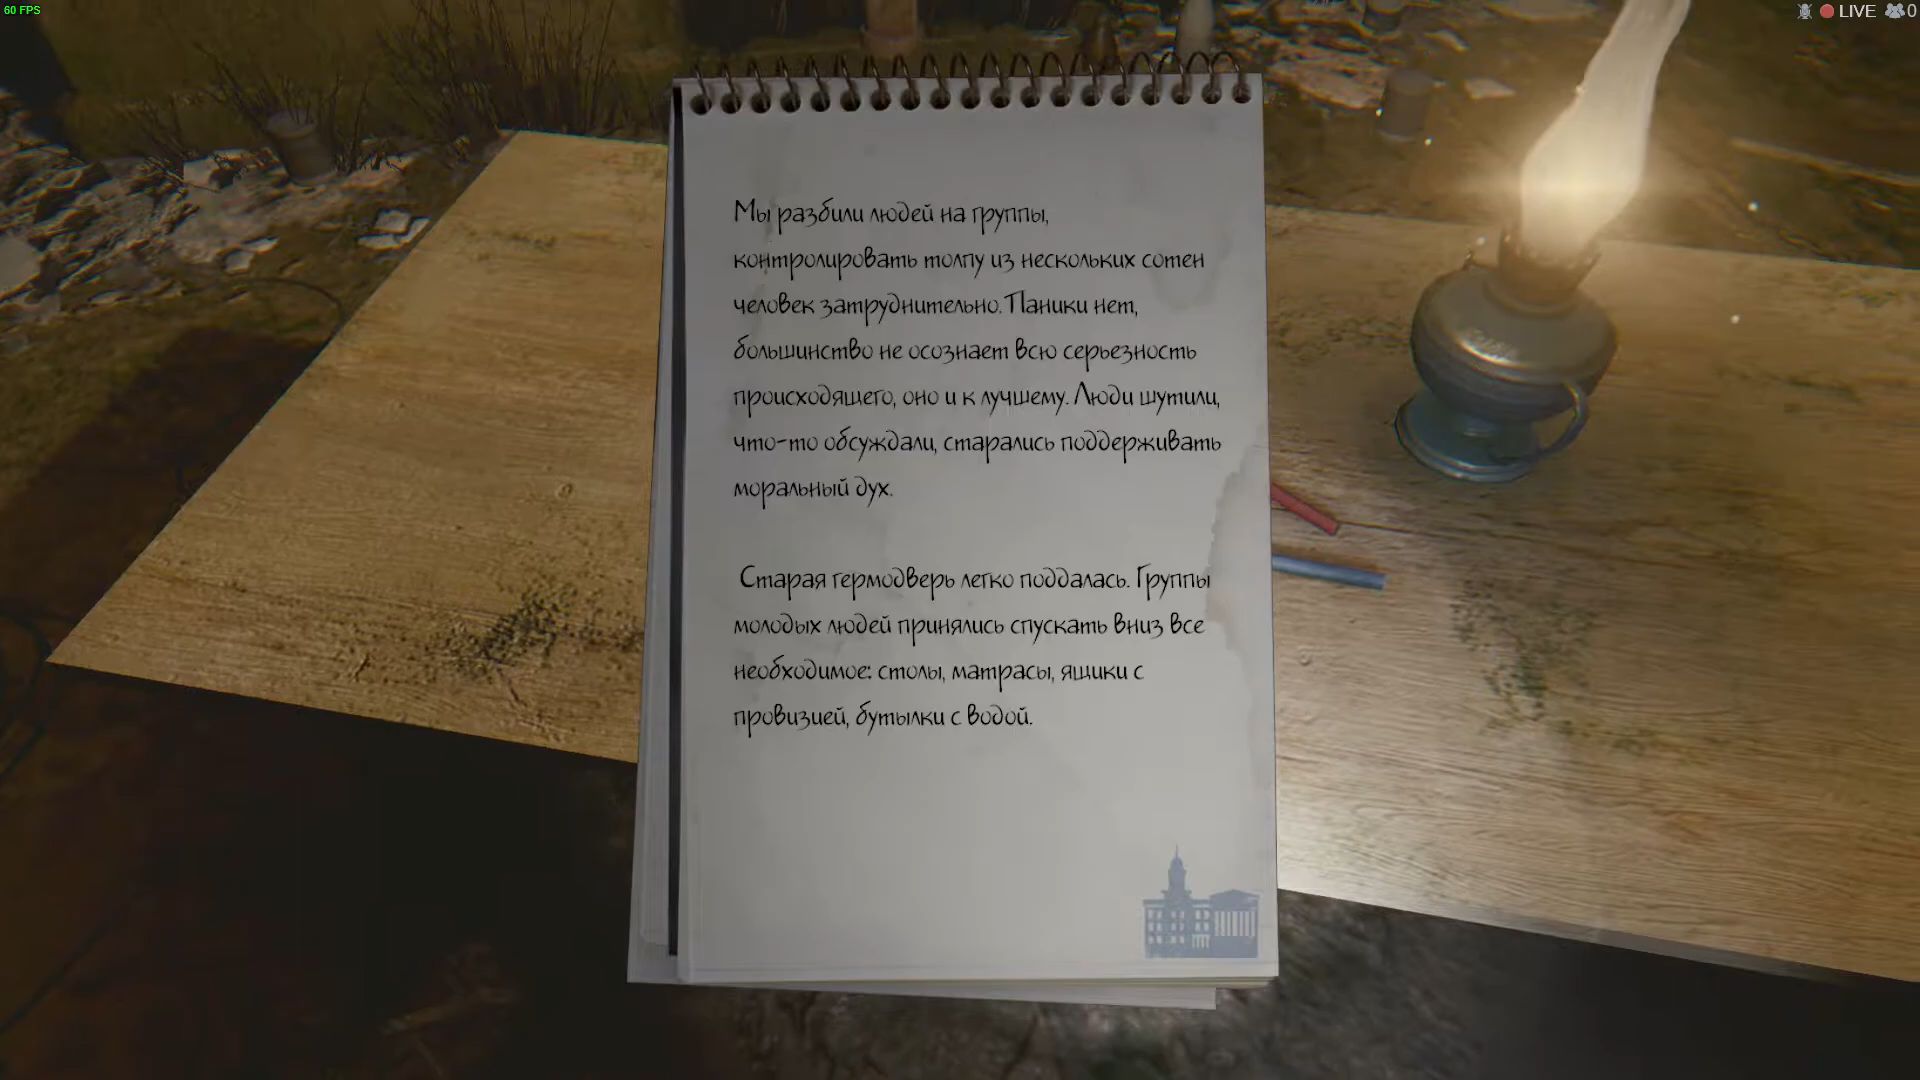 60 FPS
LIVE 0
Мы разбили людей на группы,
контролировать толпу из нескольких сотен
человек затруднительно. Паники нет,
большинство не осознает всю серьезность
происходящего, оно и к лучшему. Люди шутили,
что-то обсуждали, старались поддерживать
моральный дух.
Старая гермодверь легко поддалась. Группы
молодых людей принялись спускать вниз все
необходимое: столы, матрасы, ящики с
провизией, бутылки с водой.